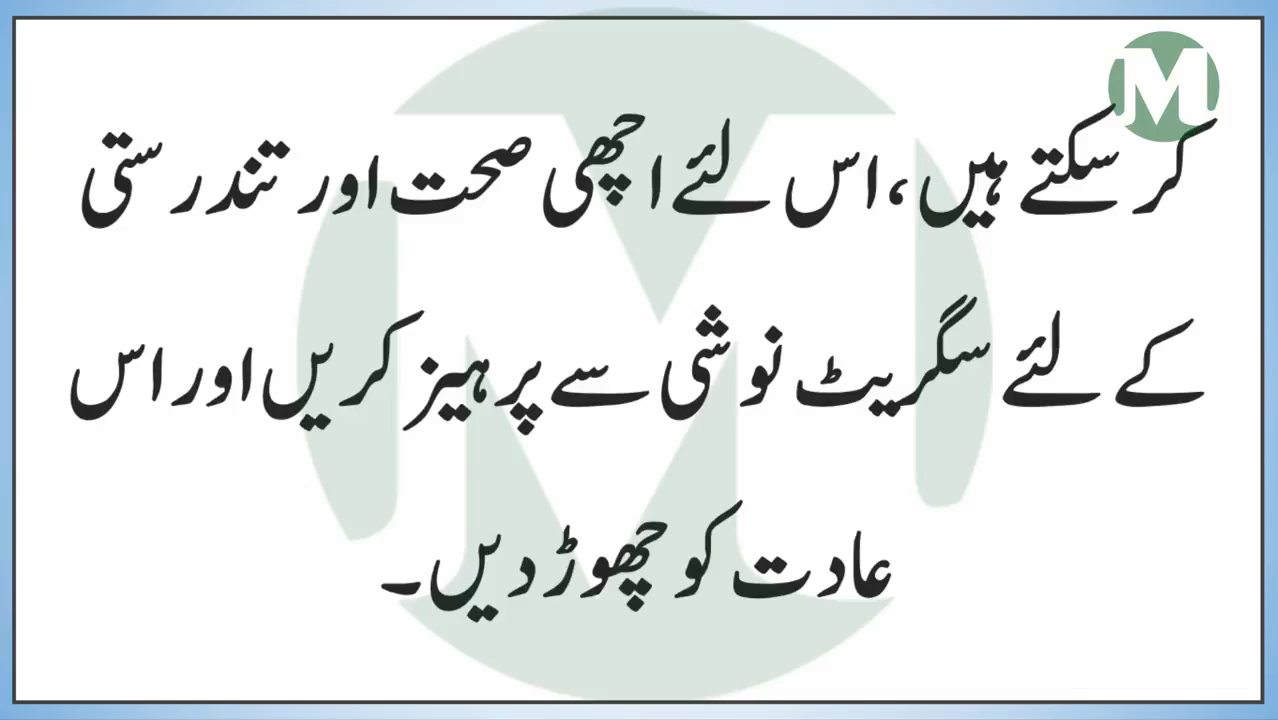 M
کر سکتے ہیں، اس لئے اچھی صحت اور تندرستی
کے لئے سگریٹ نوشی سے پرہیز کریں اور اس
عادت کو چھوڑ دیں۔